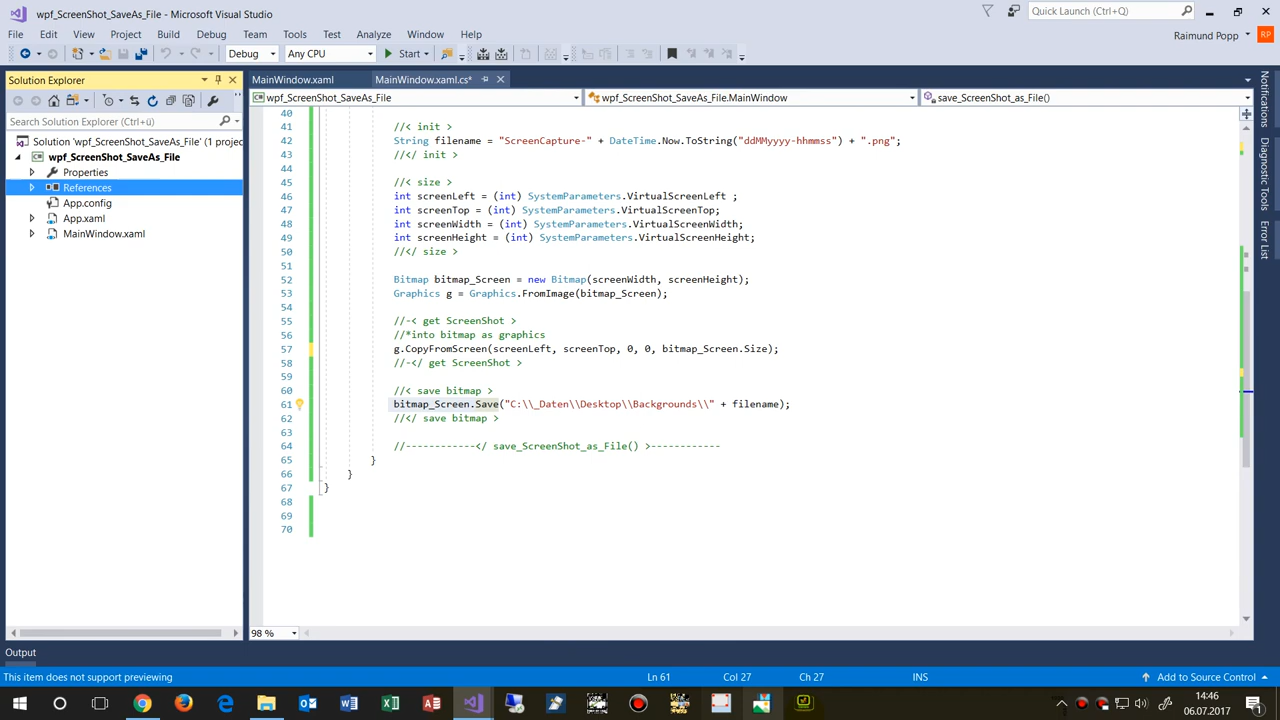 wpf_ScreenShot_SaveAs_File - Microsoft Visual Studio
Quick Launch (Ctrl+Q)
File Edit View Project Build Debug Team Tools Test Analyze Window Help
Raimund Popp RP
Debug Any CPU Start
Solution Explorer
MainWindow.xaml MainWindow.xaml.cs*
wpf_ScreenShot_SaveAs_File wpf_ScreenShot_SaveAs_File.MainWindow save_ScreenShot_as_File()
Search Solution Explorer (Ctrl+ü)
Solution 'wpf_ScreenShot_SaveAs_File' (1 projec
wpf_ScreenShot_SaveAs_File
Properties
References
App.config
App.xaml
MainWindow.xaml
40
41 //< init >
42 String filename = "ScreenCapture-" + DateTime.Now.ToString("ddMMyyyy-hhmmss") + ".png";
43 //</ init >
44
45 //< size >
46 int screenLeft = (int) SystemParameters.VirtualScreenLeft ;
47 int screenTop = (int) SystemParameters.VirtualScreenTop;
48 int screenWidth = (int) SystemParameters.VirtualScreenWidth;
49 int screenHeight = (int) SystemParameters.VirtualScreenHeight;
50 //</ size >
51
52 Bitmap bitmap_Screen = new Bitmap(screenWidth, screenHeight);
53 Graphics g = Graphics.FromImage(bitmap_Screen);
54
55 //-< get ScreenShot >
56 //*into bitmap as graphics
57 g.CopyFromScreen(screenLeft, screenTop, 0, 0, bitmap_Screen.Size);
58 //-</ get ScreenShot >
59
60 //< save bitmap >
61 bitmap_Screen.Save("C:\\_Daten\\Desktop\\Backgrounds\\" + filename);
62 //</ save bitmap >
63
64 //------------</ save_ScreenShot_as_File() >------------
65 }
66 }
67 }
68
69
70
98 %
Notifications
Diagnostic Tools
Error List
Output
This item does not support previewing Ln 61 Col 27 Ch 27 INS Add to Source Control
14:46
06.07.2017